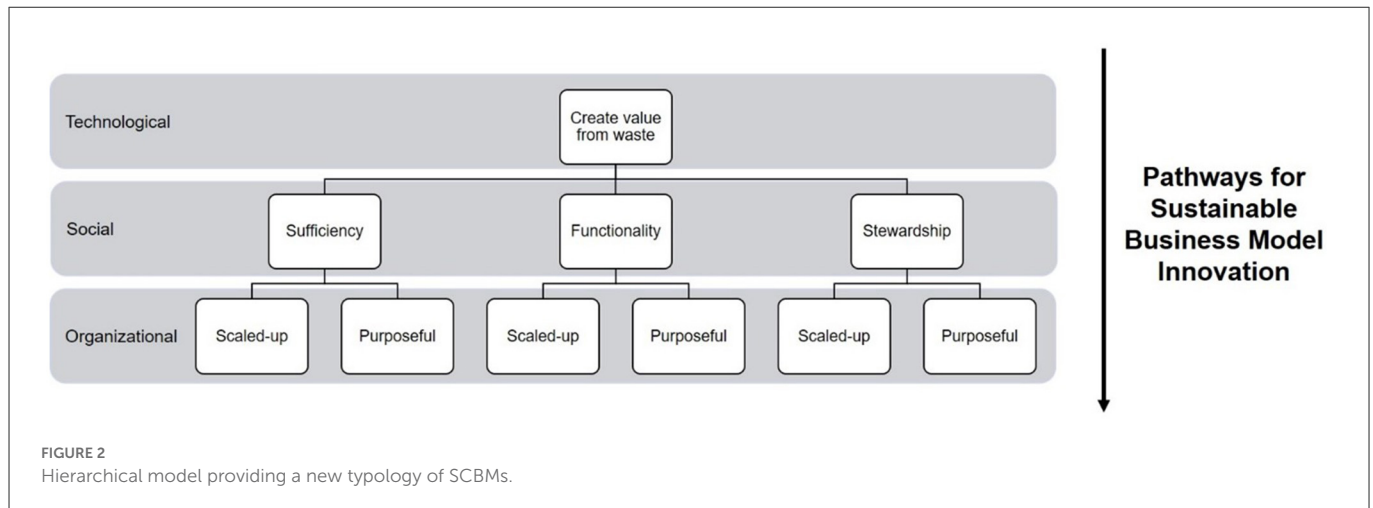 Technological
Create value
from waste
Social
Sufficiency
Functionality
Stewardship
Organizational
Scaled-up
Purposeful
Scaled-up
Purposeful
Scaled-up
Purposeful
Pathways for
Sustainable
Business Model
Innovation
FIGURE 2
Hierarchical model providing a new typology of SCBMs.